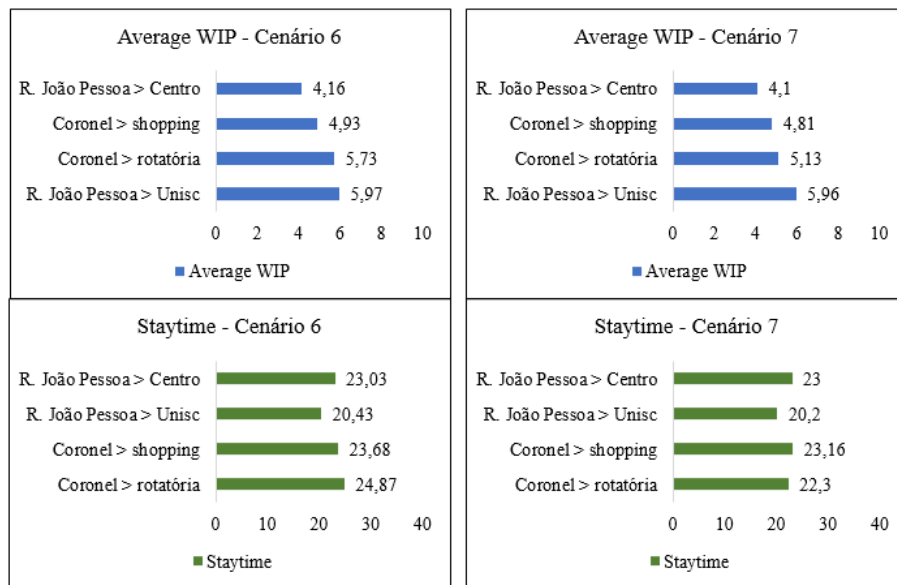 Average WIP - Cenário 6
R. João Pessoa > Centro 4,16
Coronel > shopping 4,93
Coronel > rotatória 5,73
R. João Pessoa > Unisc 5,97
0 2 4 6 8 10
Average WIP
Average WIP - Cenário 7
R. João Pessoa > Centro 4,1
Coronel > shopping 4,81
Coronel > rotatória 5,13
R. João Pessoa > Unisc 5,96
0 2 4 6 8 10
Average WIP
Staytime - Cenário 6
R. João Pessoa > Centro 23,03
R. João Pessoa > Unisc 20,43
Coronel > shopping 23,68
Coronel > rotatória 24,87
0 10 20 30 40
Staytime
Staytime - Cenário 7
R. João Pessoa > Centro 23
R. João Pessoa > Unisc 20,2
Coronel > shopping 23,16
Coronel > rotatória 22,3
0 10 20 30 40
Staytime